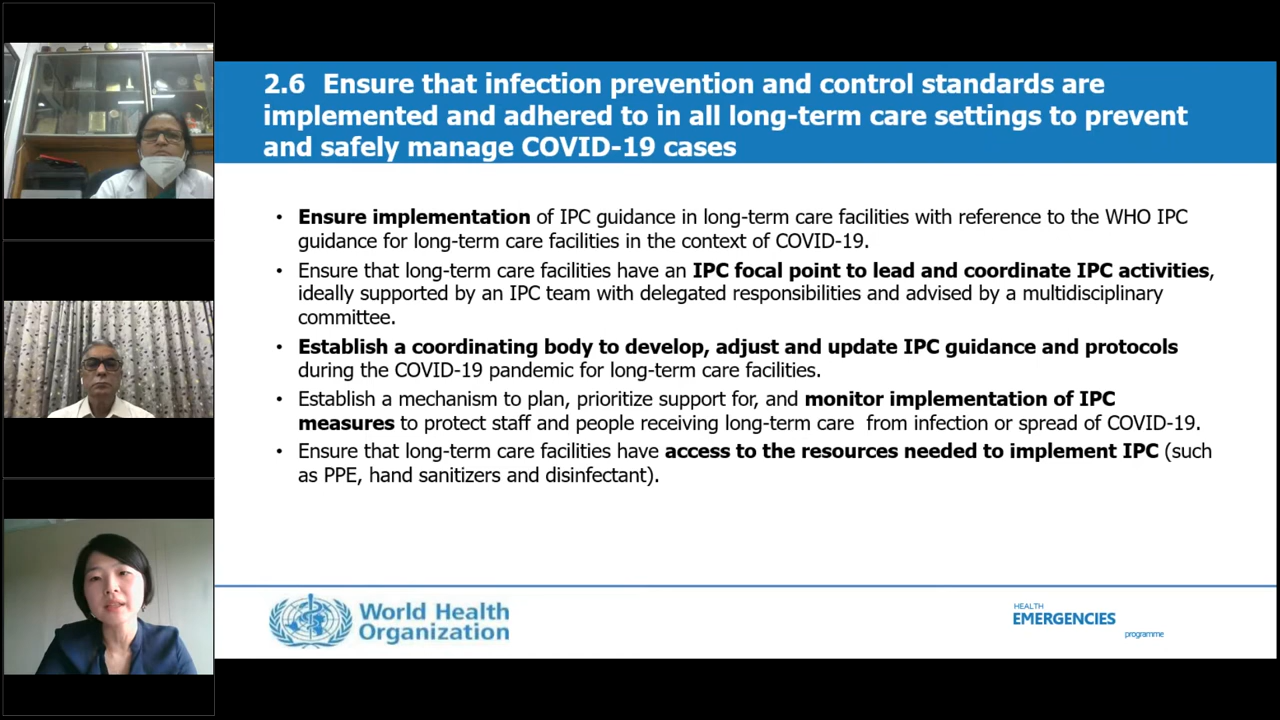 2.6 Ensure that infection prevention and control standards are
implemented and adhered to in all long-term care settings to prevent
and safely manage COVID-19 cases
• Ensure implementation of IPC guidance in long-term care facilities with reference to the WHO IPC
guidance for long-term care facilities in the context of COVID-19.
• Ensure that long-term care facilities have an IPC focal point to lead and coordinate IPC activities,
ideally supported by an IPC team with delegated responsibilities and advised by a multidisciplinary
committee.
• Establish a coordinating body to develop, adjust and update IPC guidance and protocols
during the COVID-19 pandemic for long-term care facilities.
• Establish a mechanism to plan, prioritize support for, and monitor implementation of IPC
measures to protect staff and people receiving long-term care from infection or spread of COVID-19.
• Ensure that long-term care facilities have access to the resources needed to implement IPC (such
as PPE, hand sanitizers and disinfectant).
World Health
Organization
HEALTH
EMERGENCIES
programme